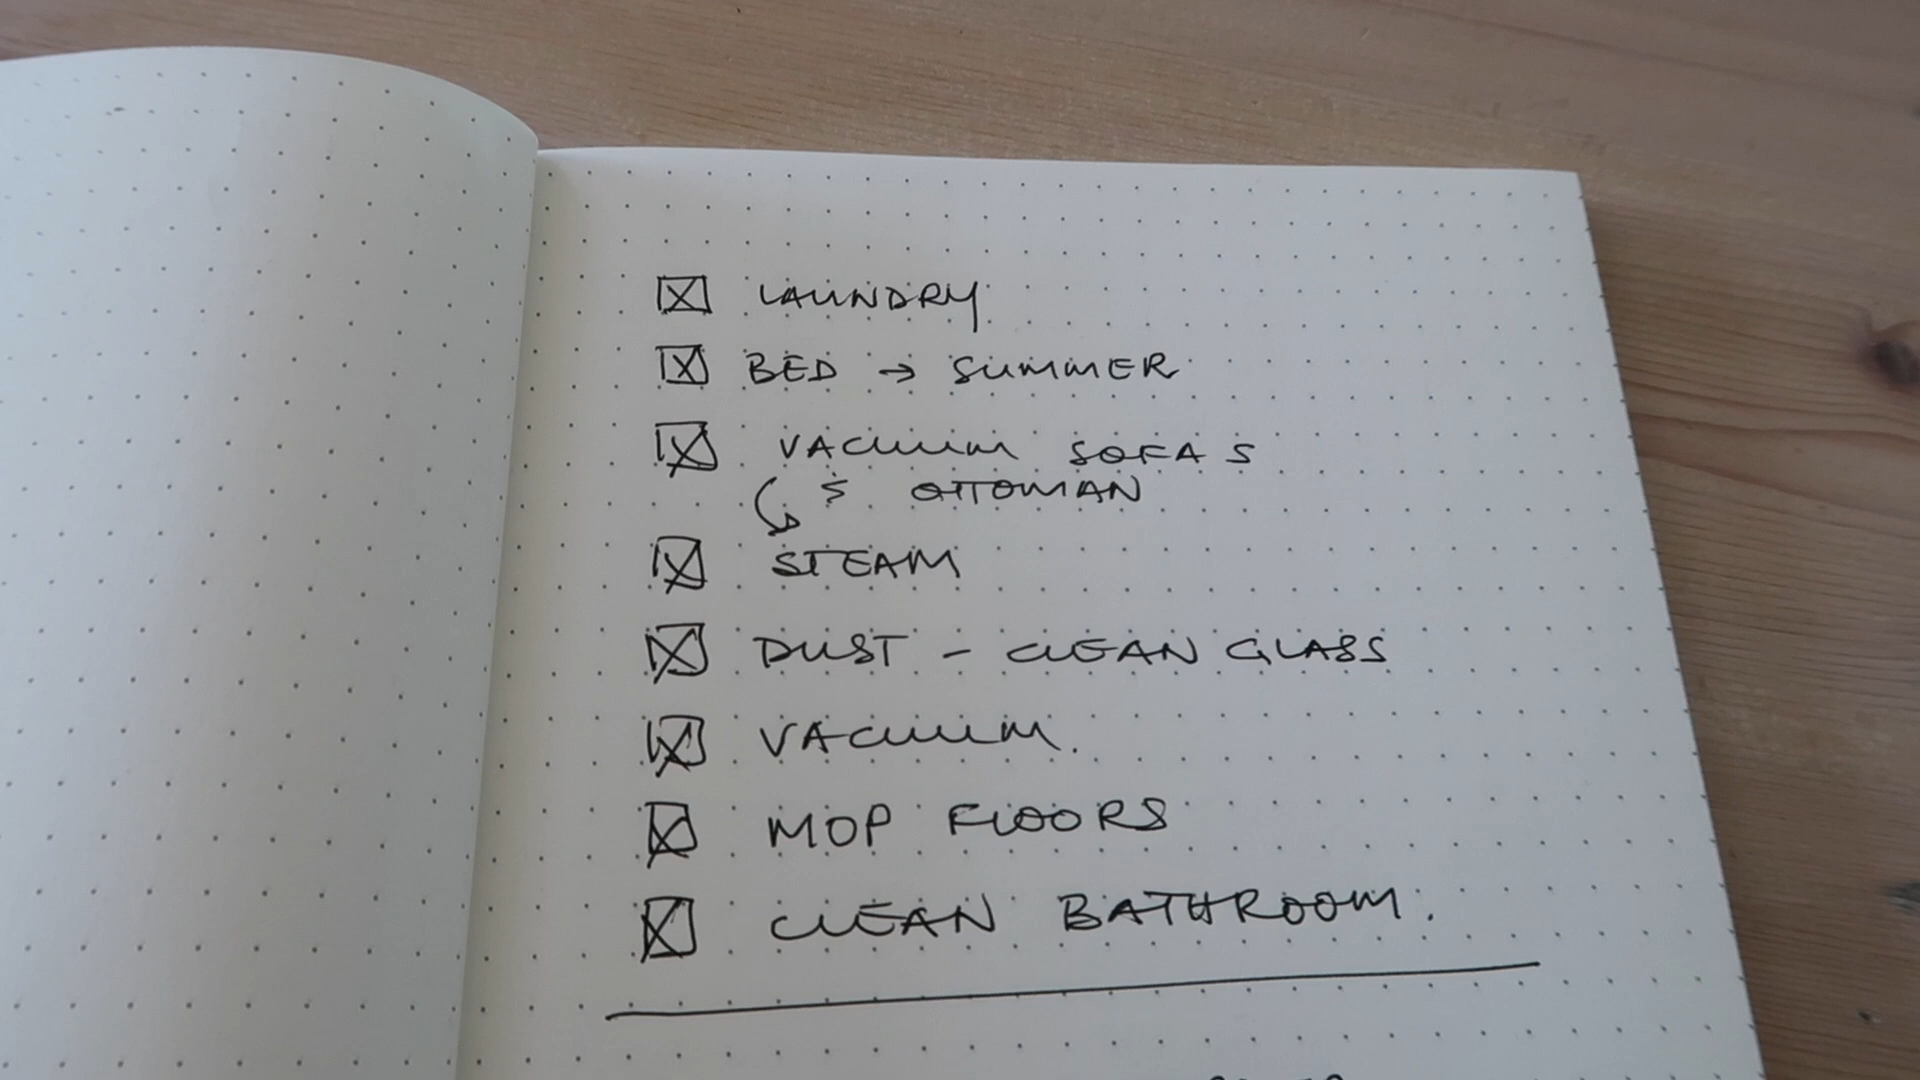 ☒ LAUNDRY
☒ BED → SUMMER
☒ VACUUM SOFAS
& OTTOMAN
☒ STEAM
☒ DUST - CLEAN GLASS
☒ VACUUM.
☒ MOP FLOORS
☒ CLEAN BATHROOM.